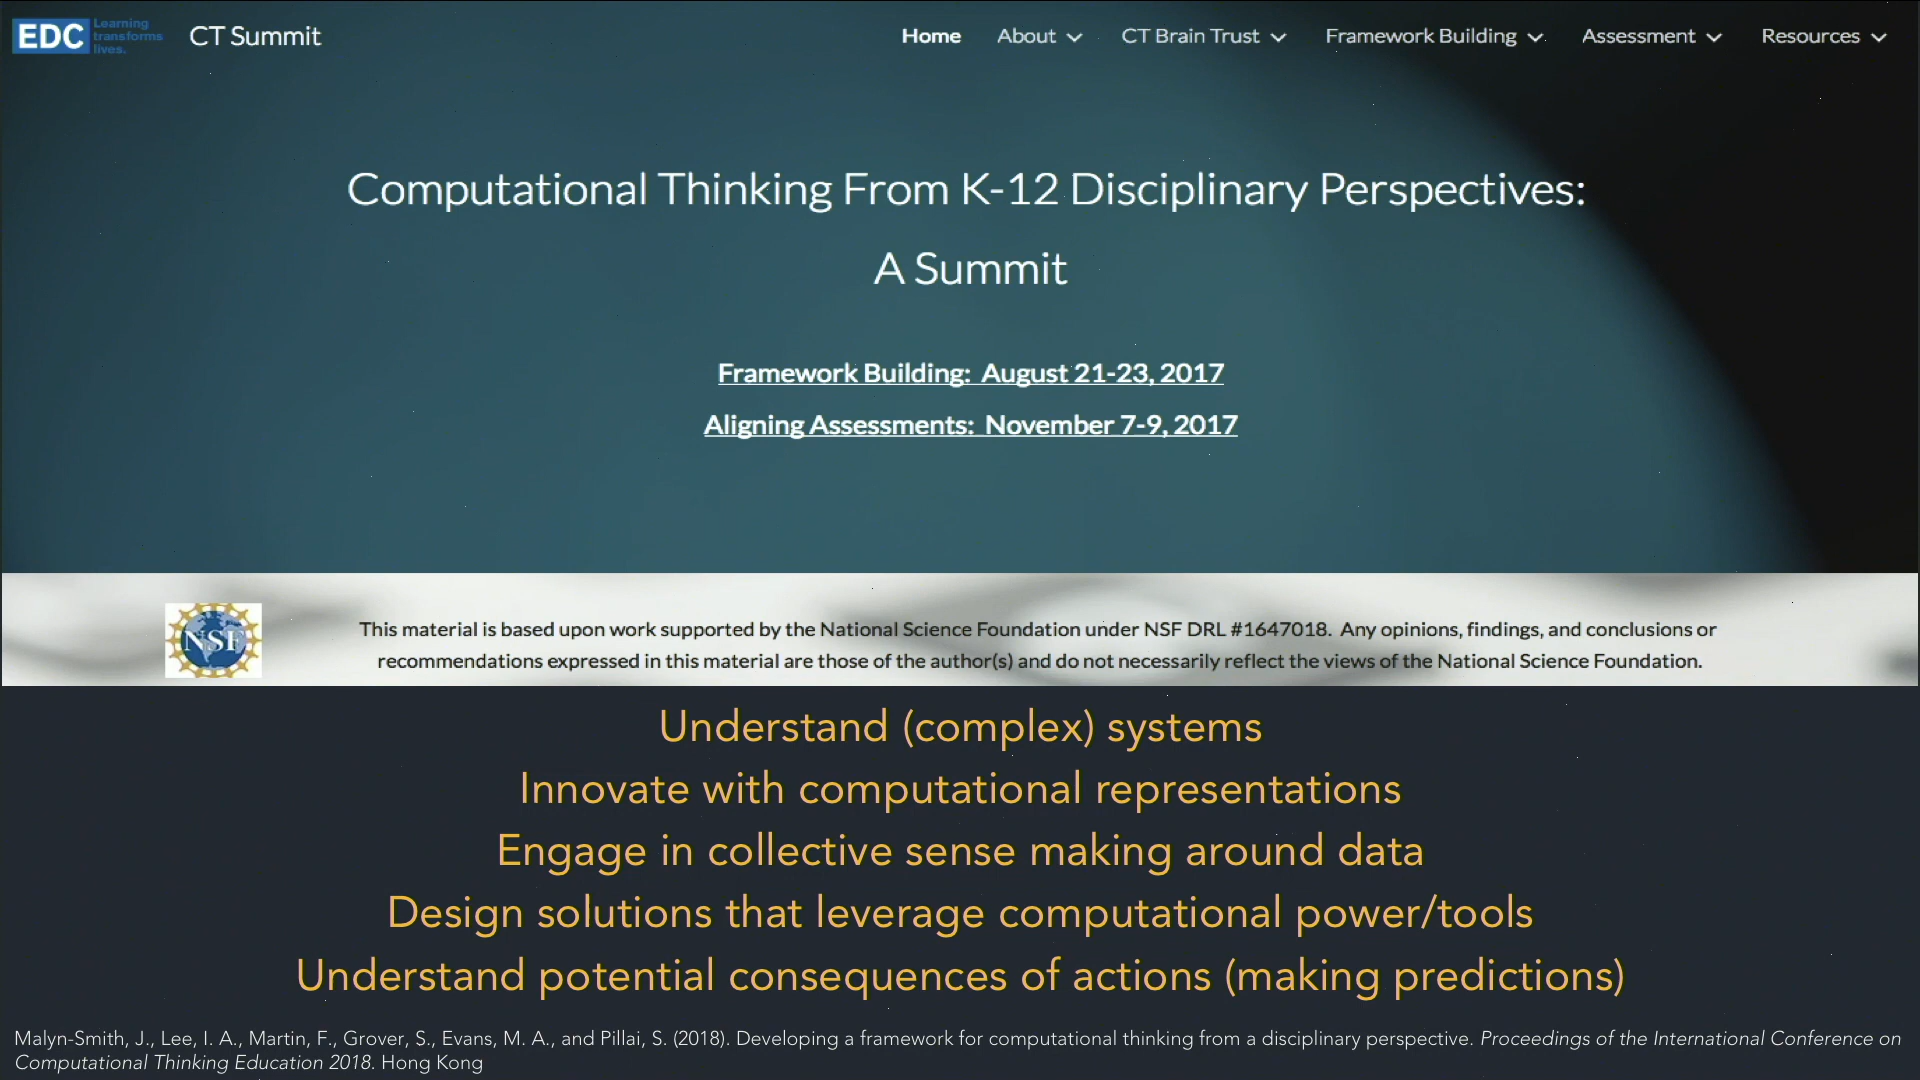 EDC Learning transforms lives. CT Summit Home About CT Brain Trust Framework Building Assessment Resources
Computational Thinking From K-12 Disciplinary Perspectives:
A Summit
Framework Building: August 21-23, 2017
Aligning Assessments: November 7-9, 2017
NSF
This material is based upon work supported by the National Science Foundation under NSF DRL #1647018. Any opinions, findings, and conclusions or
recommendations expressed in this material are those of the author(s) and do not necessarily reflect the views of the National Science Foundation.
Understand (complex) systems
Innovate with computational representations
Engage in collective sense making around data
Design solutions that leverage computational power/tools
Understand potential consequences of actions (making predictions)
Malyn-Smith, J., Lee, I. A., Martin, F., Grover, S., Evans, M. A., and Pillai, S. (2018). Developing a framework for computational thinking from a disciplinary perspective. Proceedings of the International Conference on
Computational Thinking Education 2018. Hong Kong